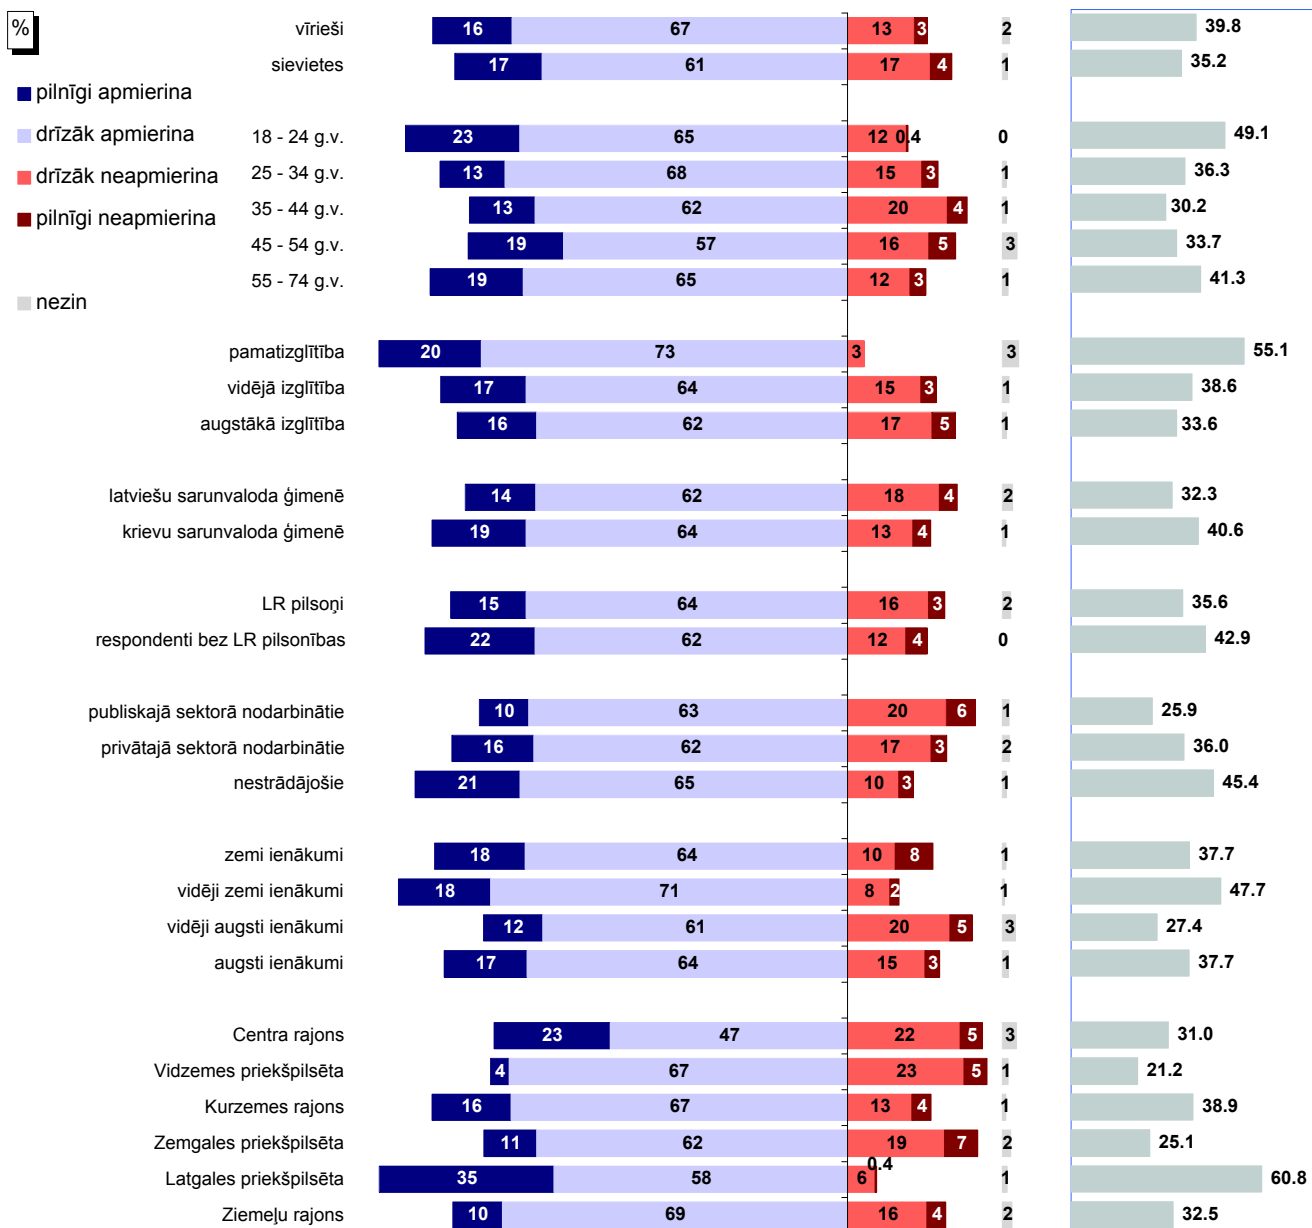 %
pilnīgi apmierina
drīzāk apmierina
drīzāk neapmierina
pilnīgi neapmierina
nezin
vīrieši 16 67 13 3 2 39.8
sievietes 17 61 17 4 1 35.2
18 - 24 g.v. 23 65 12 0.4 0 49.1
25 - 34 g.v. 13 68 15 3 1 36.3
35 - 44 g.v. 13 62 20 4 1 30.2
45 - 54 g.v. 19 57 16 5 3 33.7
55 - 74 g.v. 19 65 12 3 1 41.3
pamatizglītība 20 73 3 3 55.1
vidējā izglītība 17 64 15 3 1 38.6
augstākā izglītība 16 62 17 5 1 33.6
latviešu sarunvaloda ģimenē 14 62 18 4 2 32.3
krievu sarunvaloda ģimenē 19 64 13 4 1 40.6
LR pilsoņi 15 64 16 3 2 35.6
respondenti bez LR pilsonības 22 62 12 4 0 42.9
publiskajā sektorā nodarbinātie 10 63 20 6 1 25.9
privātajā sektorā nodarbinātie 16 62 17 3 2 36.0
nestrādājošie 21 65 10 3 1 45.4
zemi ienākumi 18 64 10 8 1 37.7
vidēji zemi ienākumi 18 71 8 2 1 47.7
vidēji augsti ienākumi 12 61 20 5 3 27.4
augsti ienākumi 17 64 15 3 1 37.7
Centra rajons 23 47 22 5 3 31.0
Vidzemes priekšpilsēta 4 67 23 5 1 21.2
Kurzemes rajons 16 67 13 4 1 38.9
Zemgales priekšpilsēta 11 62 19 7 2 25.1
Latgales priekšpilsēta 35 58 6 0.4 1 60.8
Ziemeļu rajons 10 69 16 4 2 32.5